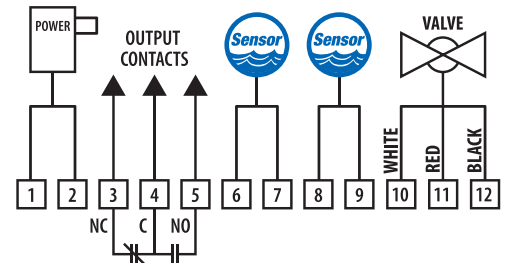 POWER
OUTPUT
CONTACTS
Sensor
Sensor
VALVE
WHITE
RED
BLACK
1 2 3 4 5 6 7 8 9 10 11 12
NC C NO